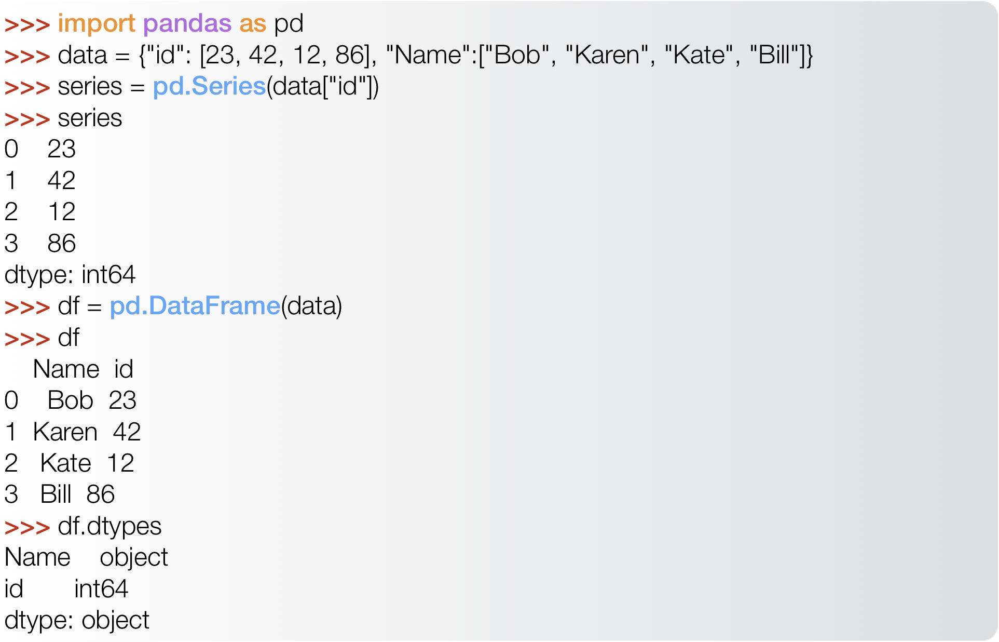 >>> import pandas as pd
>>> data = {"id": [23, 42, 12, 86], "Name":["Bob", "Karen", "Kate", "Bill"]}
>>> series = pd.Series(data["id"])
>>> series
0    23
1    42
2    12
3    86
dtype: int64
>>> df = pd.DataFrame(data)
>>> df
    Name  id
0    Bob  23
1  Karen  42
2   Kate  12
3   Bill  86
>>> df.dtypes
Name    object
id       int64
dtype: object